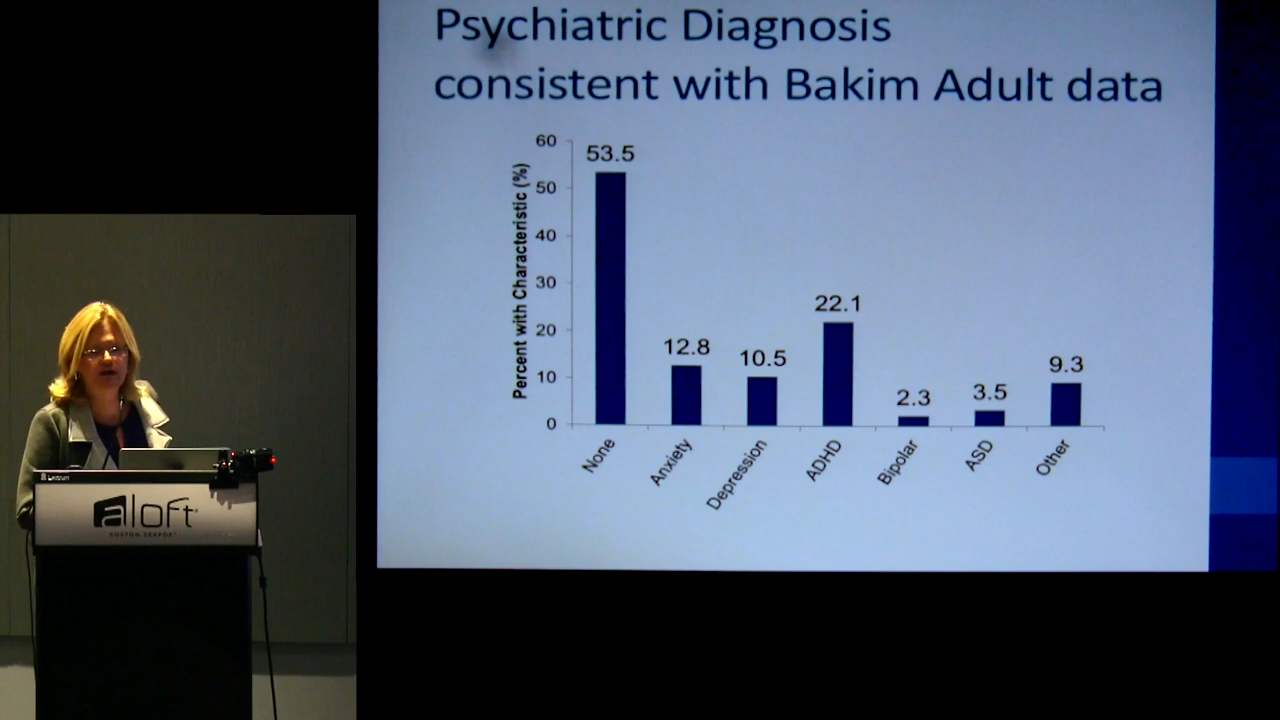 Psychiatric Diagnosis
consistent with Bakim Adult data
Percent with Characteristic (%)
60
50
40
30
20
10
0
53.5
12.8
10.5
22.1
2.3
3.5
9.3
None
Anxiety
Depression
ADHD
Bipolar
ASD
Other
aloft
BOSTON SEAPORT